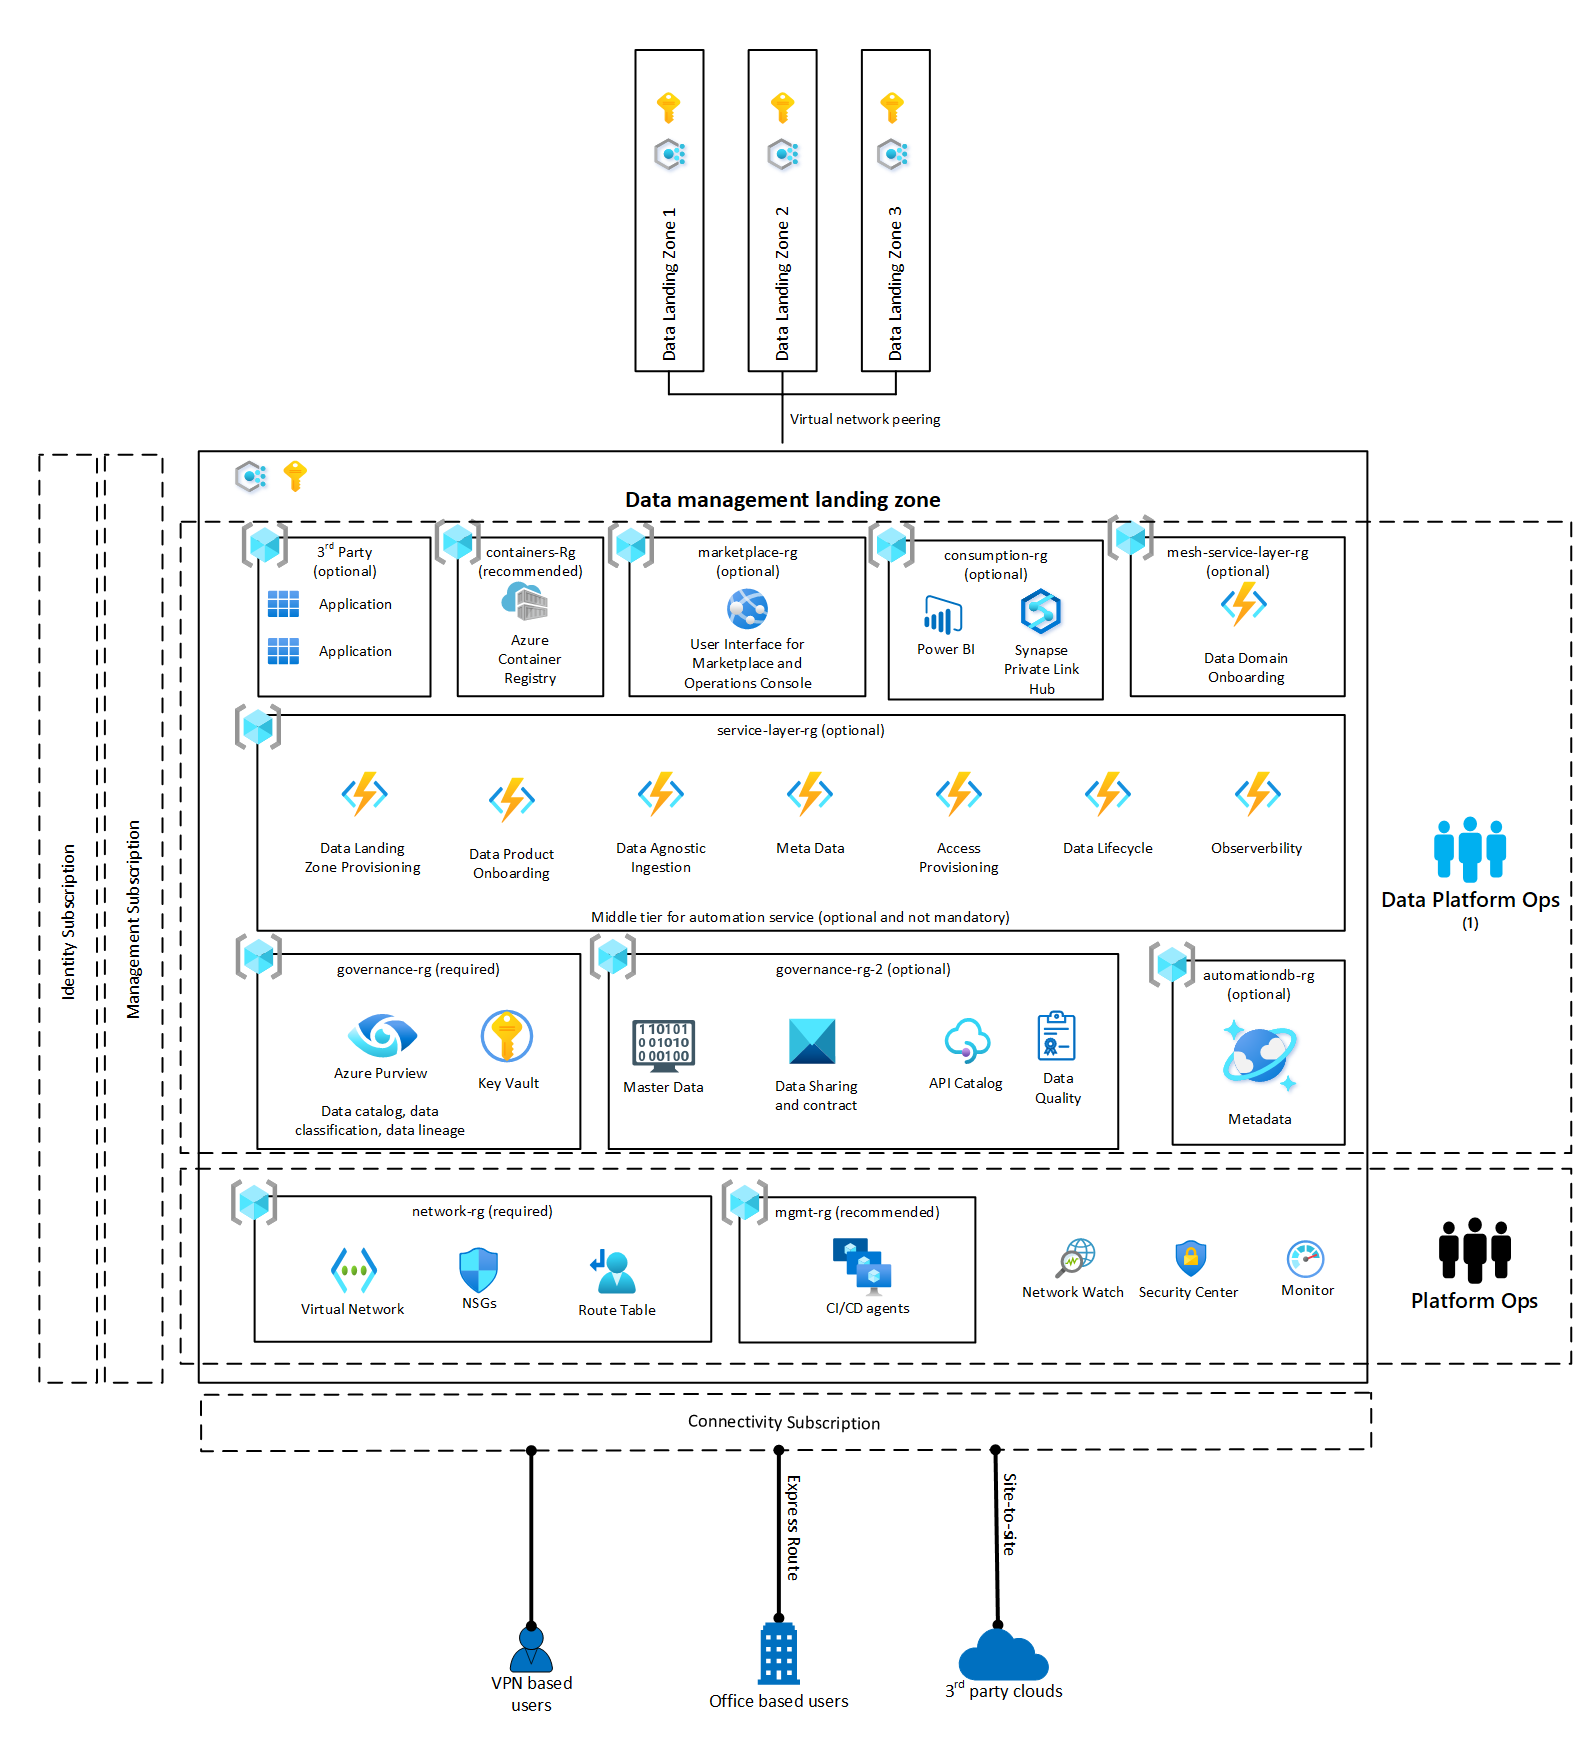 Data Landing Zone 1
Data Landing Zone 2
Data Landing Zone 3
Virtual network peering
Identity Subscription
Management Subscription
Data management landing zone
3rd Party
(optional)
Application
Application
containers-Rg
(recommended)
Azure
Container
Registry
marketplace-rg
(optional)
User Interface for
Marketplace and
Operations Console
consumption-rg
(optional)
Power BI
Synapse
Private Link
Hub
mesh-service-layer-rg
(optional)
Data Domain
Onboarding
service-layer-rg (optional)
Data Landing
Zone Provisioning
Data Product
Onboarding
Data Agnostic
Ingestion
Meta Data
Access
Provisioning
Data Lifecycle
Observerbility
Middle tier for automation service (optional and not mandatory)
Data Platform Ops
(1)
governance-rg (required)
Azure Purview
Key Vault
Data catalog, data
classification, data lineage
governance-rg-2 (optional)
1 10101
0 01010
0 00100
Master Data
Data Sharing
and contract
API Catalog
Data
Quality
automationdb-rg
(optional)
Metadata
network-rg (required)
Virtual Network
NSGs
Route Table
mgmt-rg (recommended)
CI/CD agents
Network Watch
Security Center
Monitor
Platform Ops
Connectivity Subscription
Express Route
Site-to-site
VPN based
users
Office based users
3rd party clouds